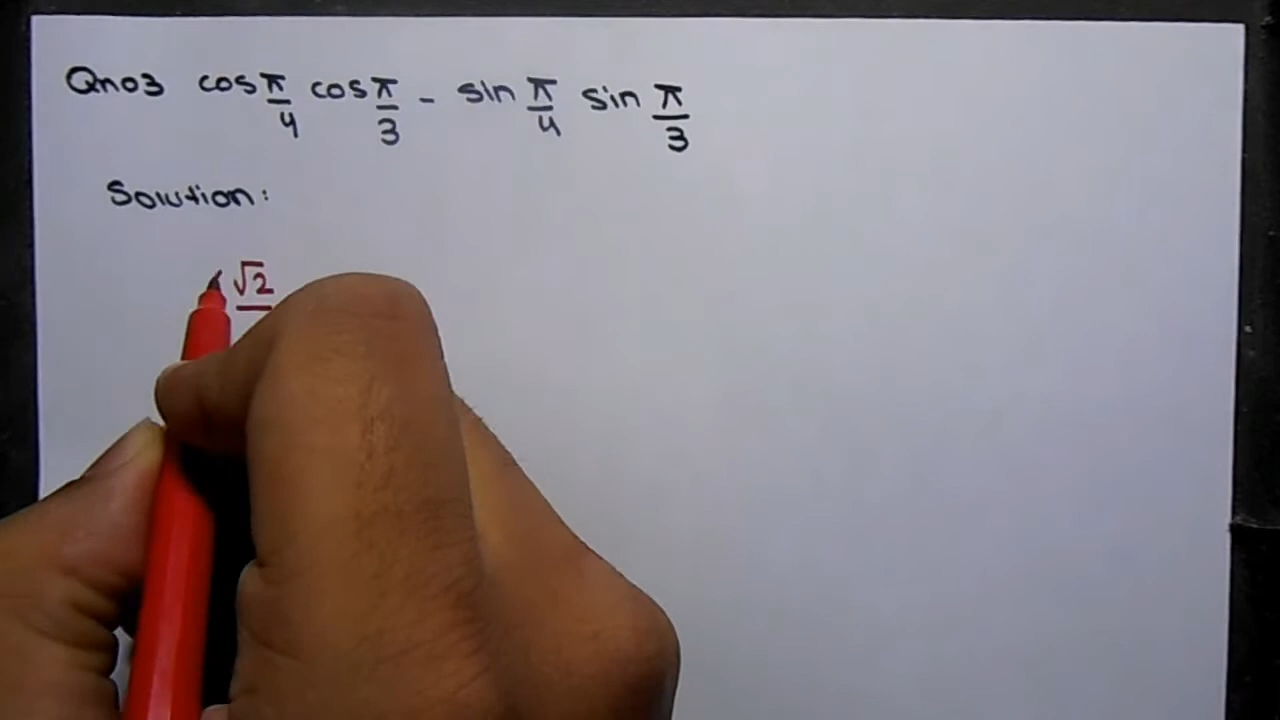 Qno3 cos π/4 cos π/3 - sin π/4 sin π/3
Solution:
(√2